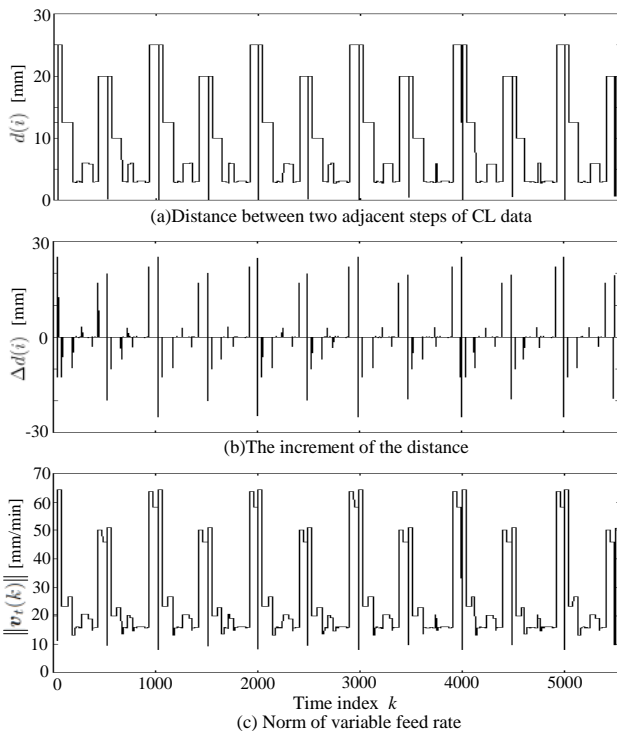 30
20
10
0
d(i) [mm]
(a)Distance between two adjacent steps of CL data
30
0
-30
Δd(i) [mm]
(b)The increment of the distance
70
60
50
40
30
20
10
0
‖v_t(k)‖ [mm/min]
0 1000 2000 3000 4000 5000
Time index k
(c) Norm of variable feed rate